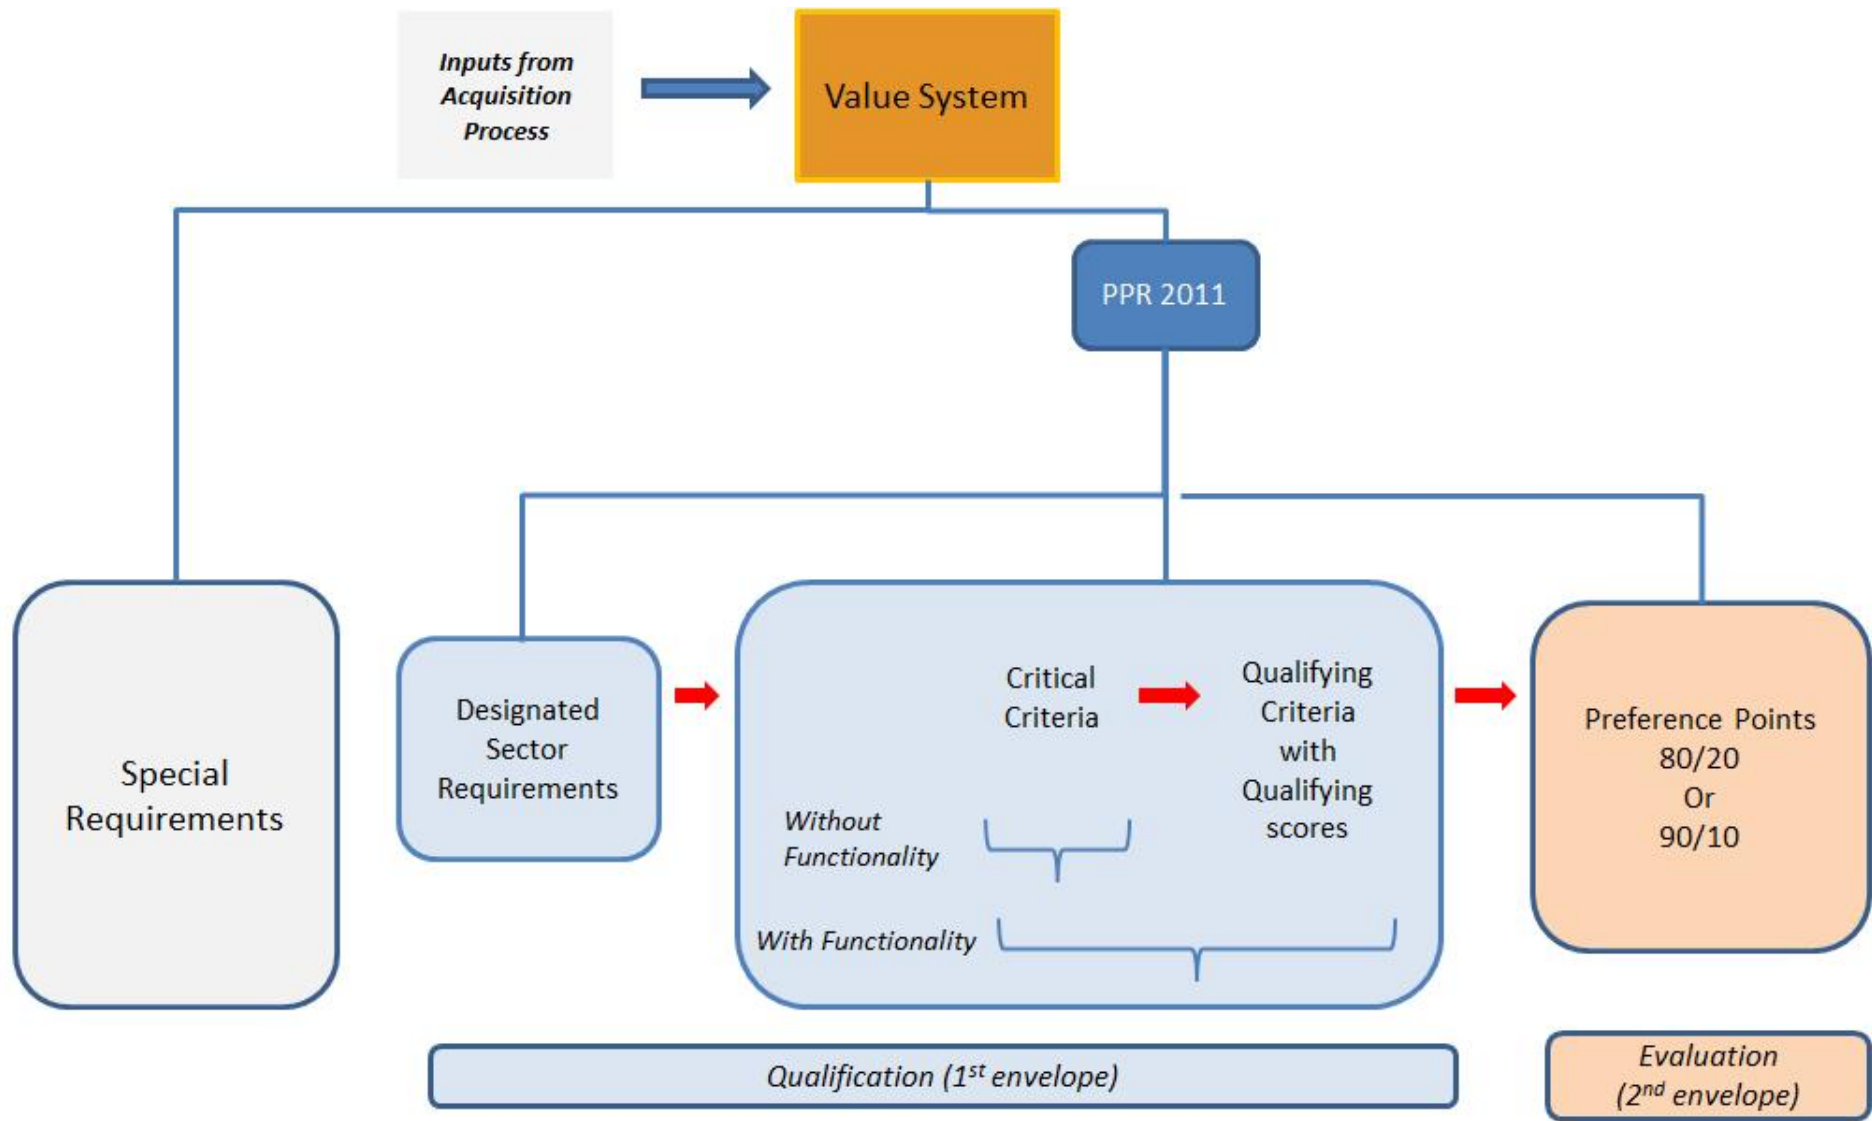 Inputs from
Acquisition
Process
Value System
PPR 2011
Special
Requirements
Designated
Sector
Requirements
Critical
Criteria
Qualifying
Criteria
with
Qualifying
scores
Without
Functionality
With Functionality
Preference Points
80/20
Or
90/10
Qualification (1st envelope)
Evaluation
(2nd envelope)